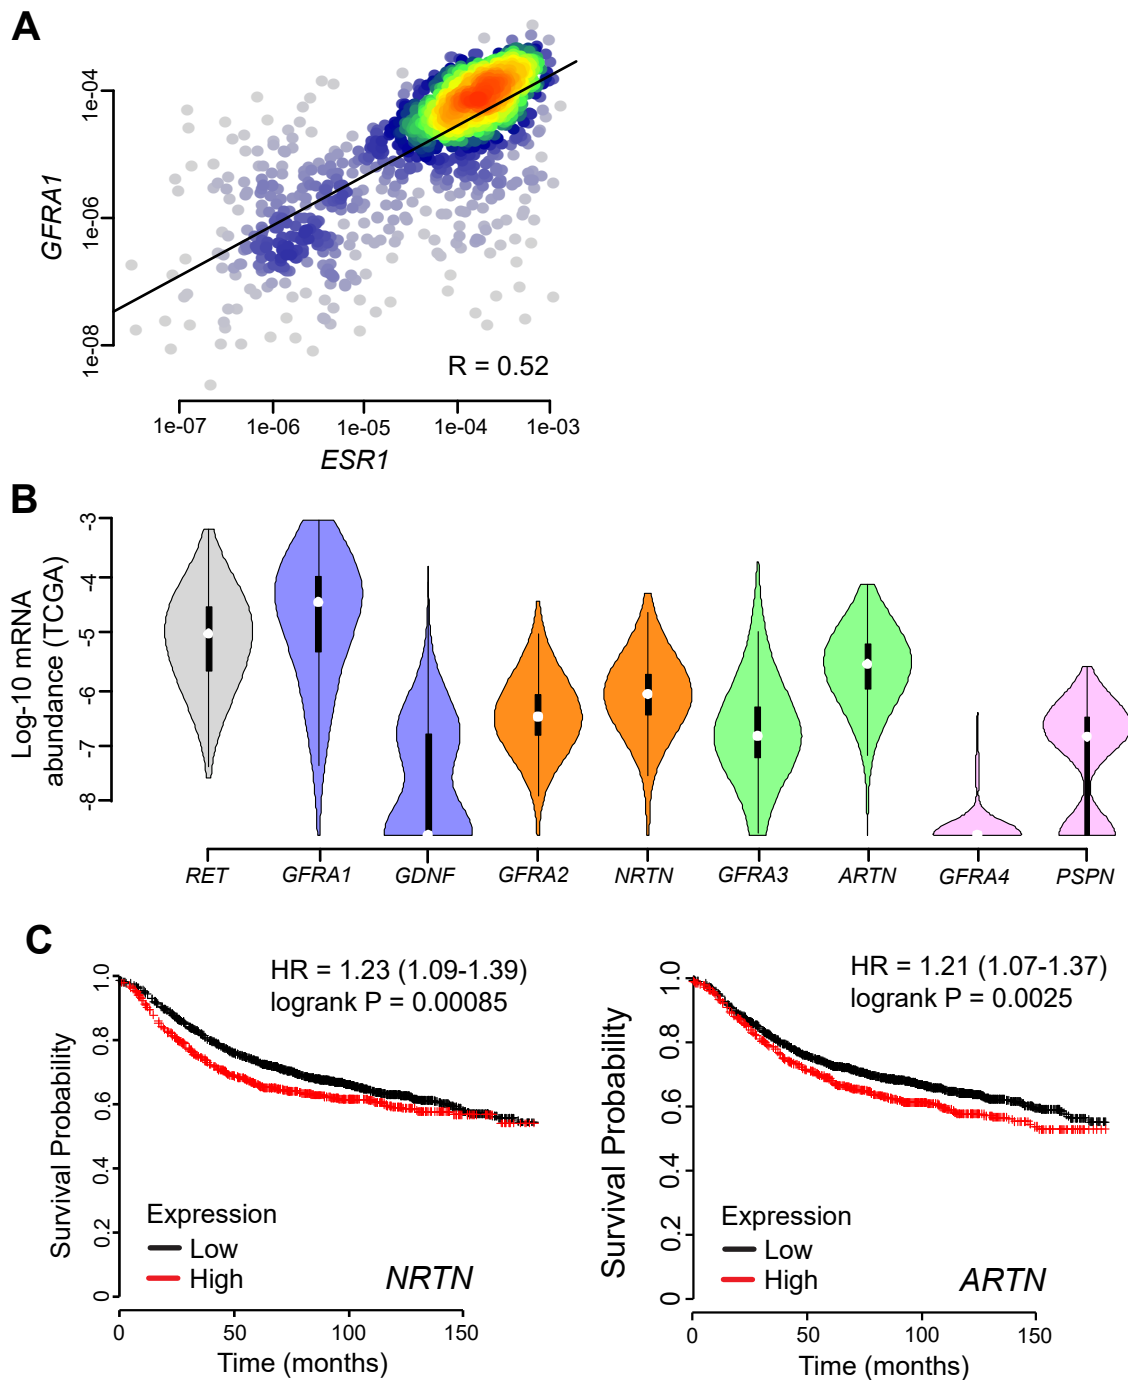 A
GFRA1
1e-04
1e-06
1e-08
R = 0.52
1e-07 1e-06 1e-05 1e-04 1e-03
ESR1
B
Log-10 mRNA
abundance (TCGA)
-3
-4
-5
-6
-7
-8
RET GFRA1 GDNF GFRA2 NRTN GFRA3 ARTN GFRA4 PSPN
C
HR = 1.23 (1.09-1.39)
logrank P = 0.00085
Survival Probability
1.0
0.8
0.6
0.4
0.2
0
Expression
Low
High
NRTN
0 50 100 150
Time (months)
HR = 1.21 (1.07-1.37)
logrank P = 0.0025
Survival Probability
1.0
0.8
0.6
0.4
0.2
0
Expression
Low
High
ARTN
0 50 100 150
Time (months)